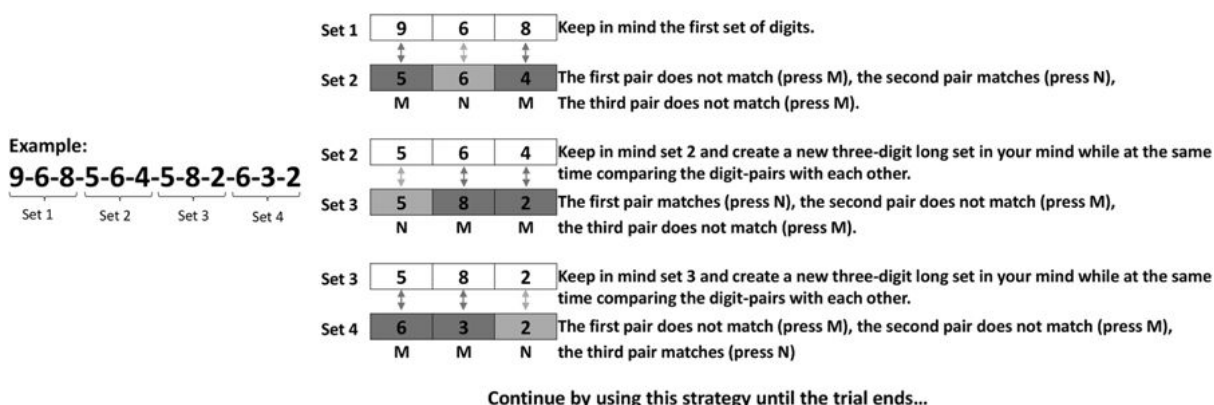 Example:
9-6-8-5-6-4-5-8-2-6-3-2
Set 1 Set 2 Set 3 Set 4
Set 1 9 6 8 Keep in mind the first set of digits.
Set 2 5 6 4 The first pair does not match (press M), the second pair matches (press N),
M N M The third pair does not match (press M).
Set 2 5 6 4 Keep in mind set 2 and create a new three-digit long set in your mind while at the same
time comparing the digit-pairs with each other.
Set 3 5 8 2 The first pair matches (press N), the second pair does not match (press M),
N M M the third pair does not match (press M).
Set 3 5 8 2 Keep in mind set 3 and create a new three-digit long set in your mind while at the same
time comparing the digit-pairs with each other.
Set 4 6 3 2 The first pair does not match (press M), the second pair does not match (press M),
M M N the third pair matches (press N)
Continue by using this strategy until the trial ends...